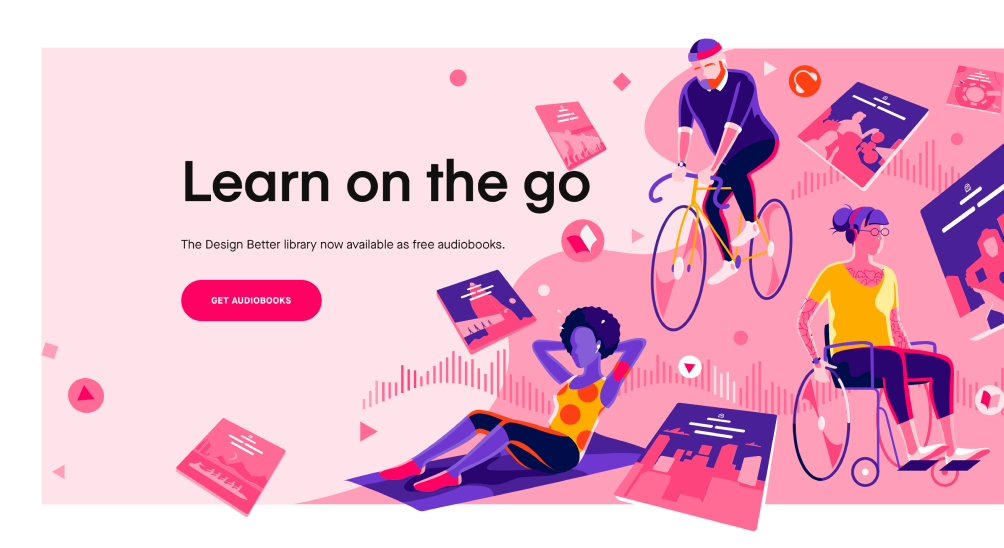 Learn on the go
The Design Better library now available as free audiobooks.
GET AUDIOBOOKS